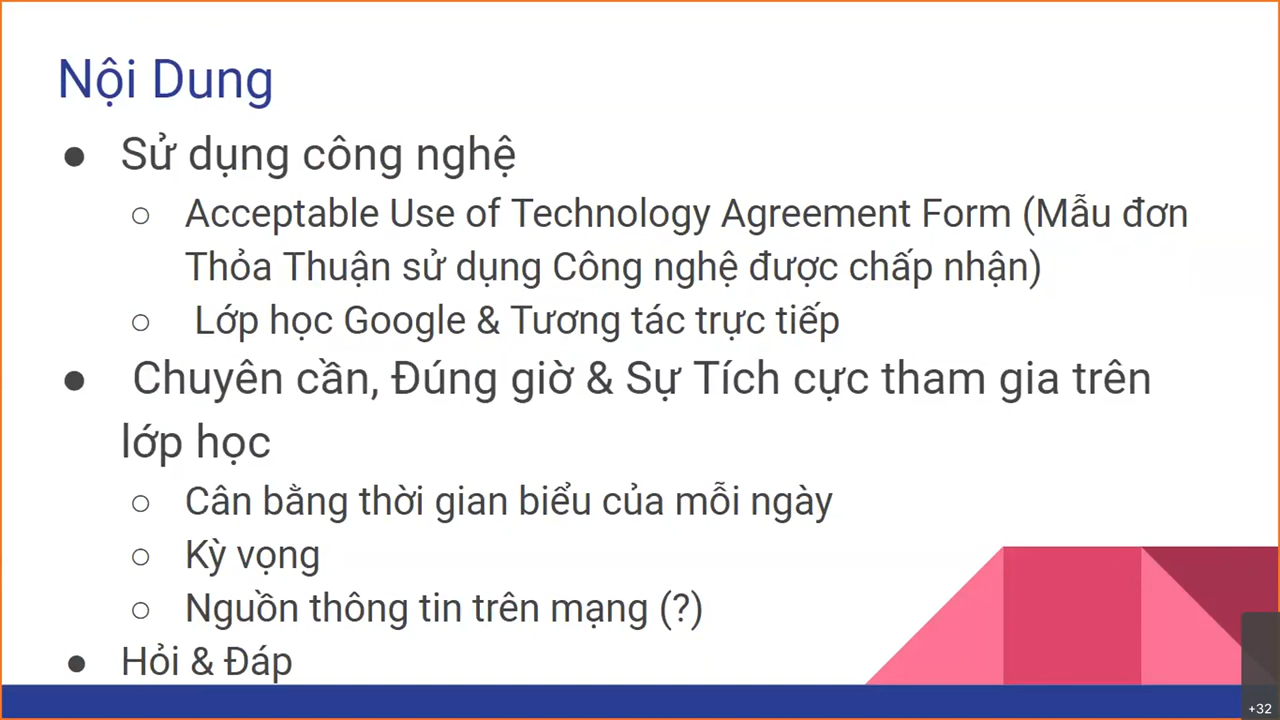 Nội Dung
● Sử dụng công nghệ
○ Acceptable Use of Technology Agreement Form (Mẫu đơn
Thỏa Thuận sử dụng Công nghệ được chấp nhận)
○ Lớp học Google & Tương tác trực tiếp
● Chuyên cần, Đúng giờ & Sự Tích cực tham gia trên
lớp học
○ Cân bằng thời gian biểu của mỗi ngày
○ Kỳ vọng
○ Nguồn thông tin trên mạng (?)
● Hỏi & Đáp
+32